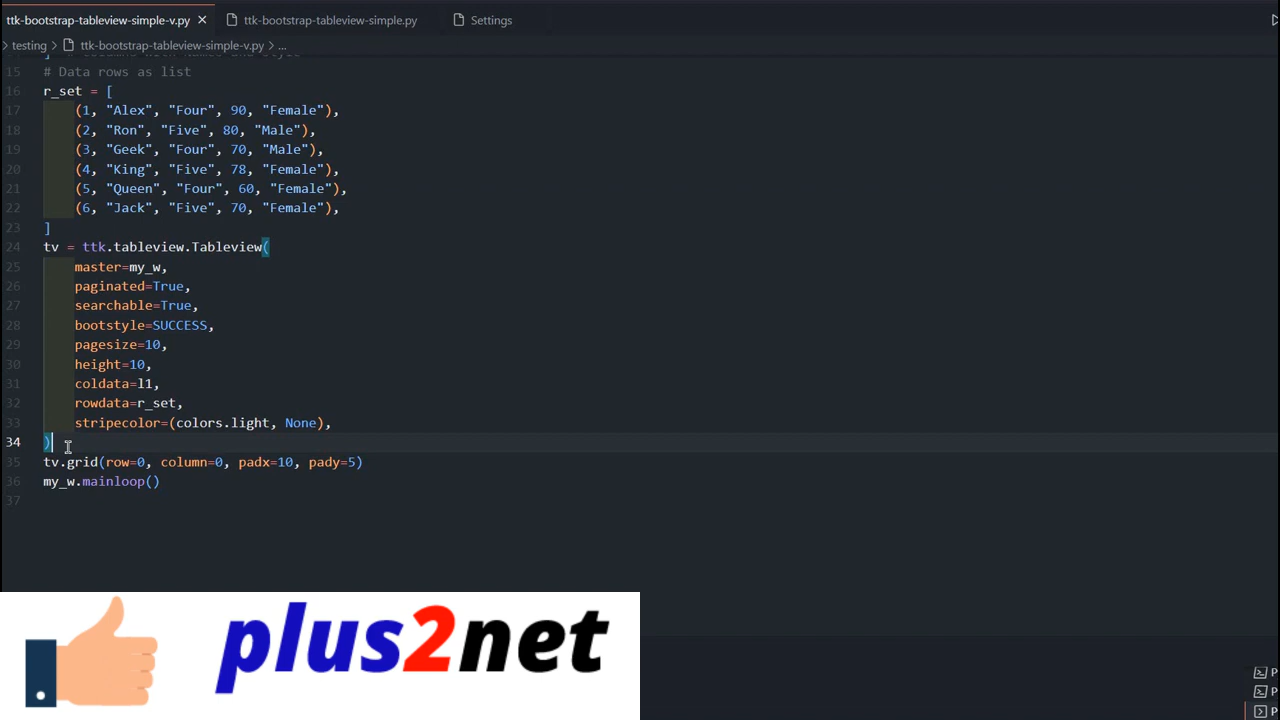 ttk-bootstrap-tableview-simple-v.py × ttk-bootstrap-tableview-simple.py Settings
> testing > ttk-bootstrap-tableview-simple-v.py > ...
15 # Data rows as list
16 r_set = [
17 (1, "Alex", "Four", 90, "Female"),
18 (2, "Ron", "Five", 80, "Male"),
19 (3, "Geek", "Four", 70, "Male"),
20 (4, "King", "Five", 78, "Female"),
21 (5, "Queen", "Four", 60, "Female"),
22 (6, "Jack", "Five", 70, "Female"),
23 ]
24 tv = ttk.tableview.Tableview(
25 master=my_w,
26 paginated=True,
27 searchable=True,
28 bootstyle=SUCCESS,
29 pagesize=10,
30 height=10,
31 coldata=l1,
32 rowdata=r_set,
33 stripecolor=(colors.light, None),
34 )
35 tv.grid(row=0, column=0, padx=10, pady=5)
36 my_w.mainloop()
37
plus2net
P
P
P